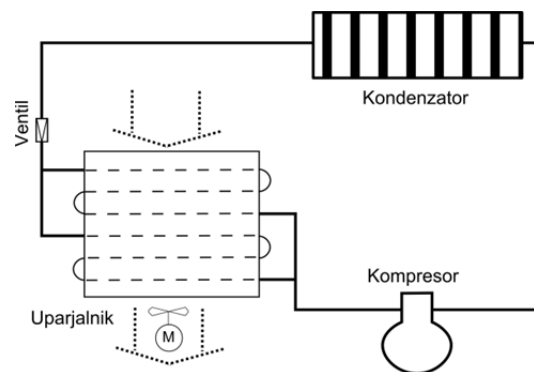 Kondenzator
Ventil
Kompresor
Uparjalnik
M